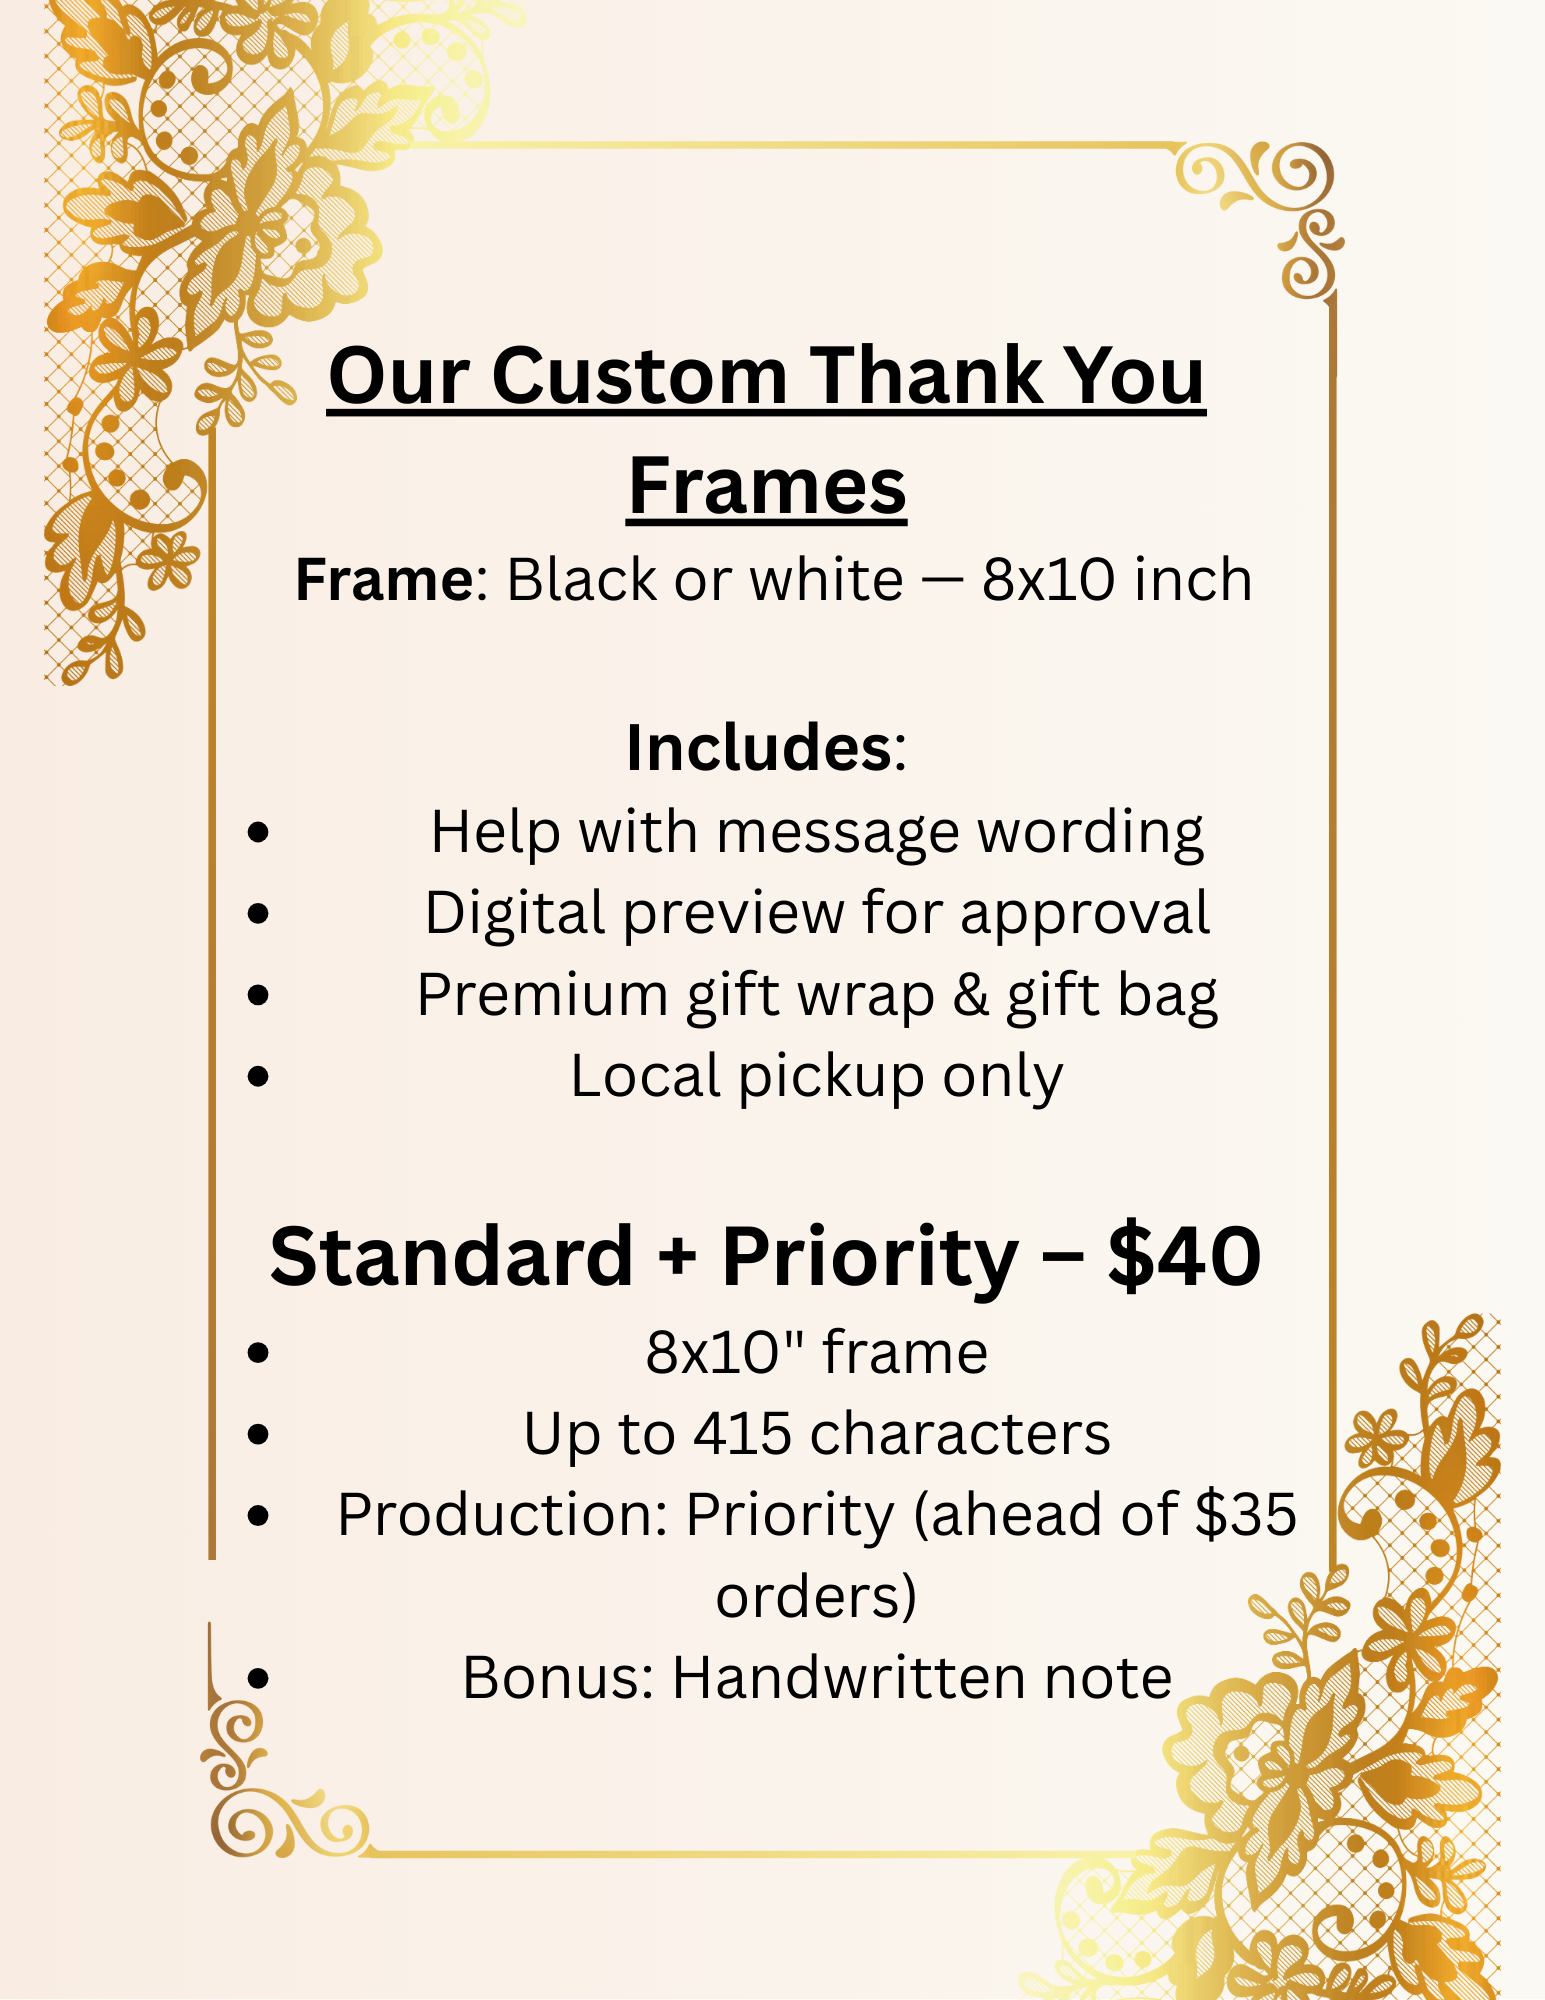 Our Custom Thank You
Frames
Frame: Black or white — 8x10 inch
Includes:
• Help with message wording
• Digital preview for approval
• Premium gift wrap & gift bag
• Local pickup only
Standard + Priority – $40
• 8x10" frame
• Up to 415 characters
• Production: Priority (ahead of $35
orders)
• Bonus: Handwritten note